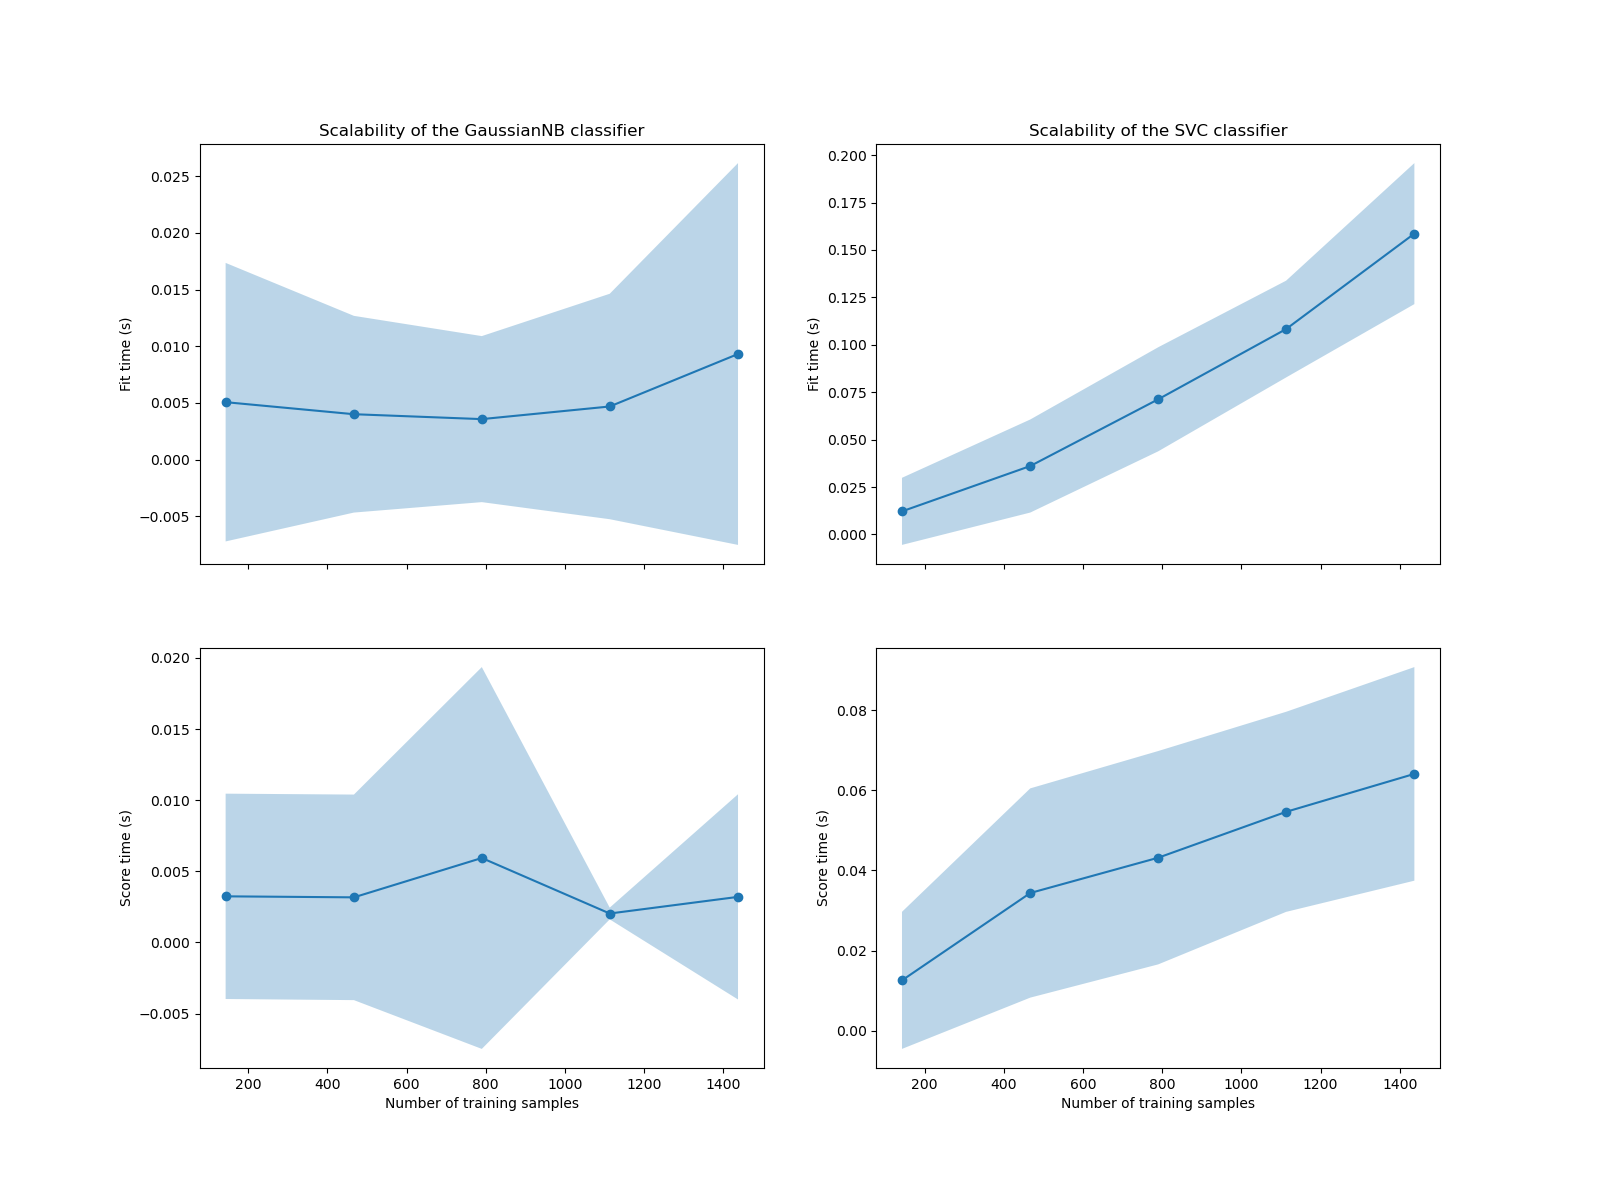 Scalability of the GaussianNB classifier
Fit time (s)
0.025
0.020
0.015
0.010
0.005
0.000
−0.005
Scalability of the SVC classifier
Fit time (s)
0.200
0.175
0.150
0.125
0.100
0.075
0.050
0.025
0.000
Score time (s)
0.020
0.015
0.010
0.005
0.000
−0.005
200 400 600 800 1000 1200 1400
Number of training samples
Score time (s)
0.08
0.06
0.04
0.02
0.00
200 400 600 800 1000 1200 1400
Number of training samples